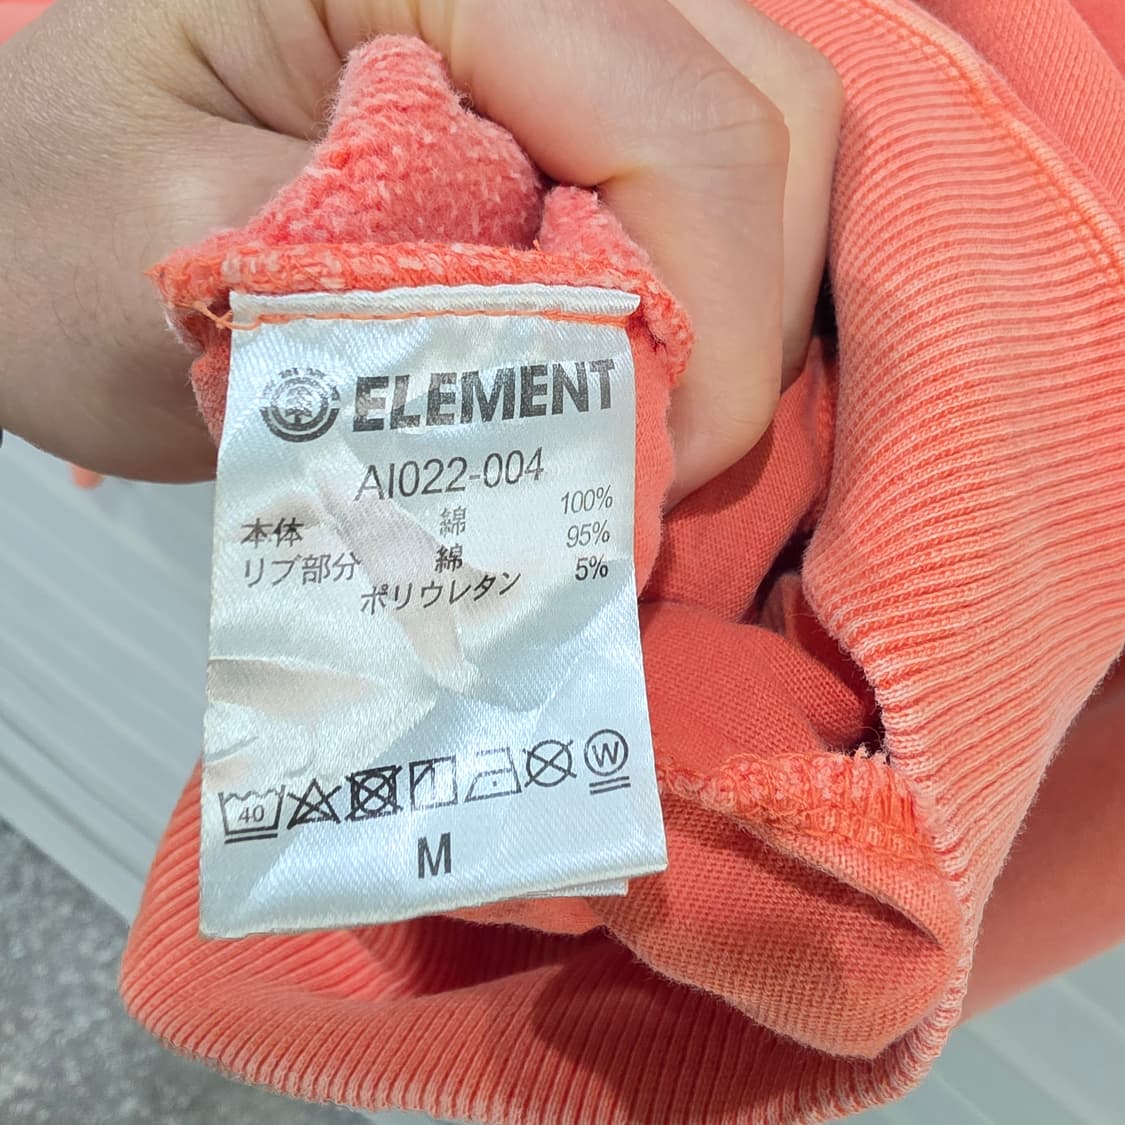 ELEMENT
AI022-004
本体 綿 100%
リブ部分 綿 95%
ポリウレタン 5%
40 W
M